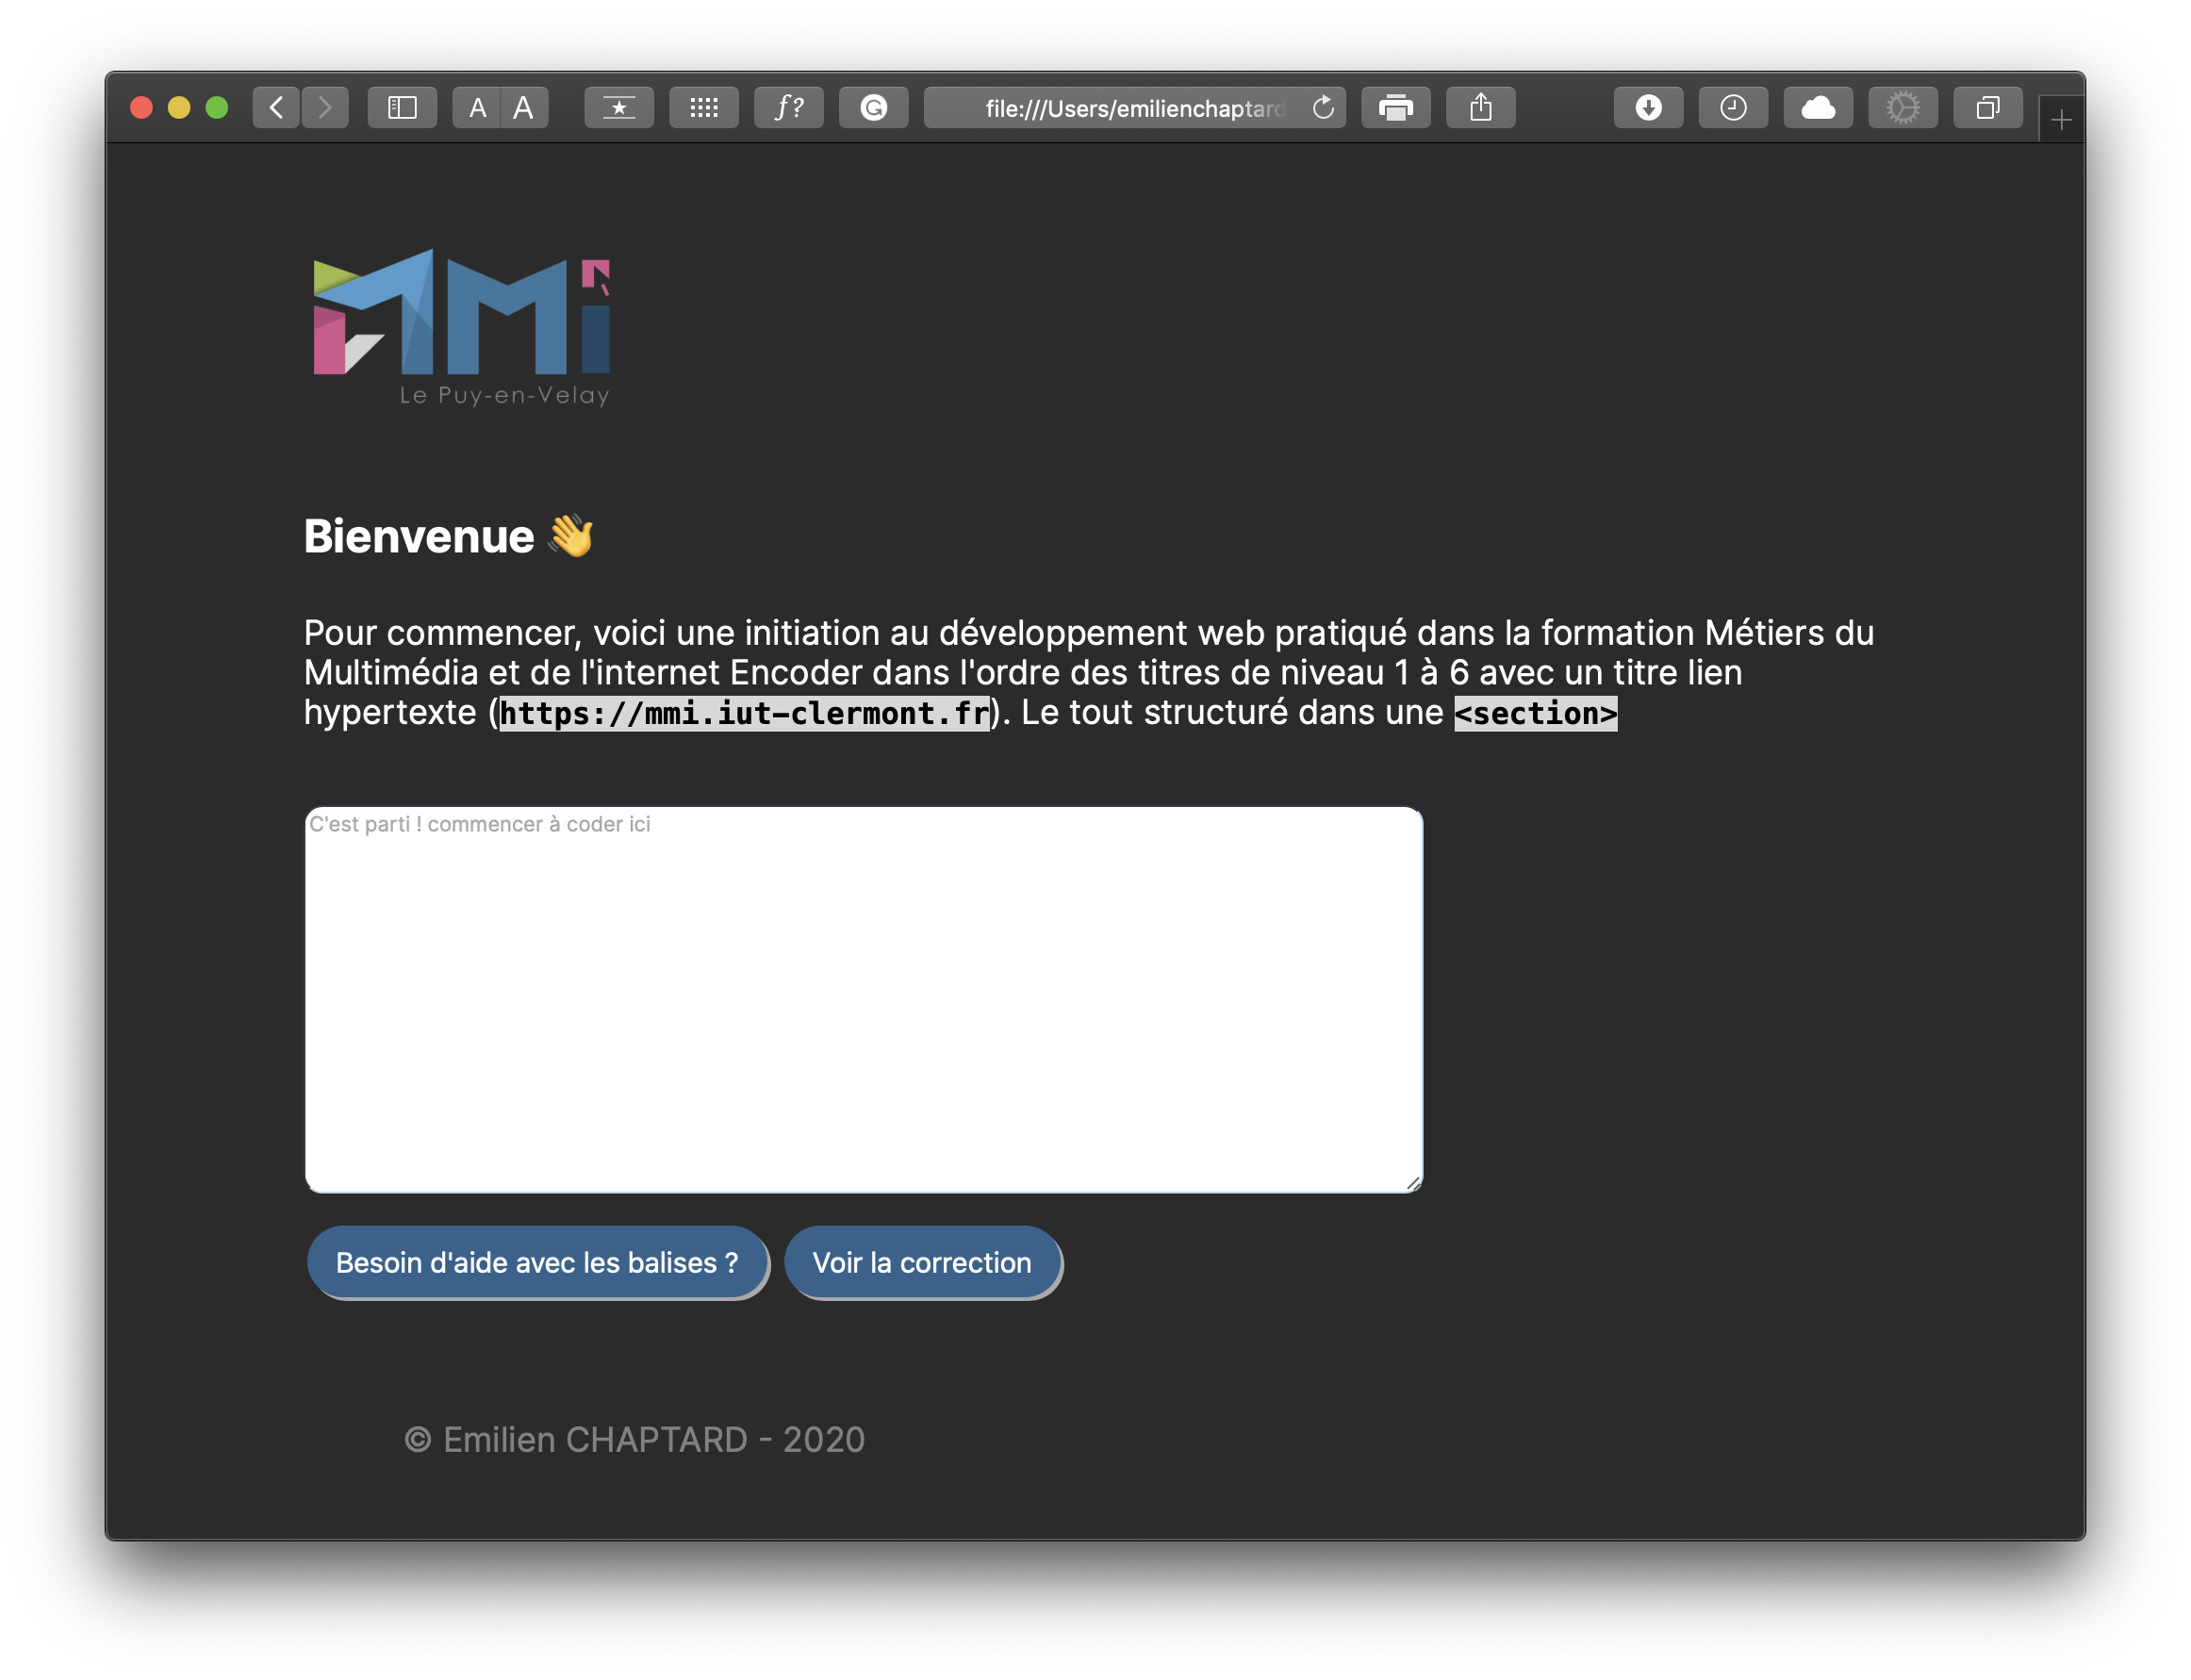 A A
ƒ?
file:///Users/emilienchaptard
MMi
Le Puy-en-Velay
Bienvenue 👋
Pour commencer, voici une initiation au développement web pratiqué dans la formation Métiers du
Multimédia et de l'internet Encoder dans l'ordre des titres de niveau 1 à 6 avec un titre lien
hypertexte (https://mmi.iut-clermont.fr). Le tout structuré dans une <section>
C'est parti ! commencer à coder ici
Besoin d'aide avec les balises ? Voir la correction
© Emilien CHAPTARD - 2020